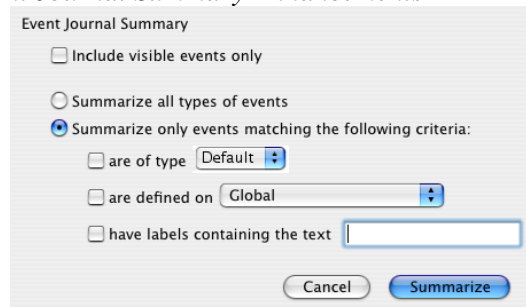 Event Journal Summary
Include visible events only
Summarize all types of events
Summarize only events matching the following criteria:
are of type Default
are defined on Global
have labels containing the text
Cancel Summarize